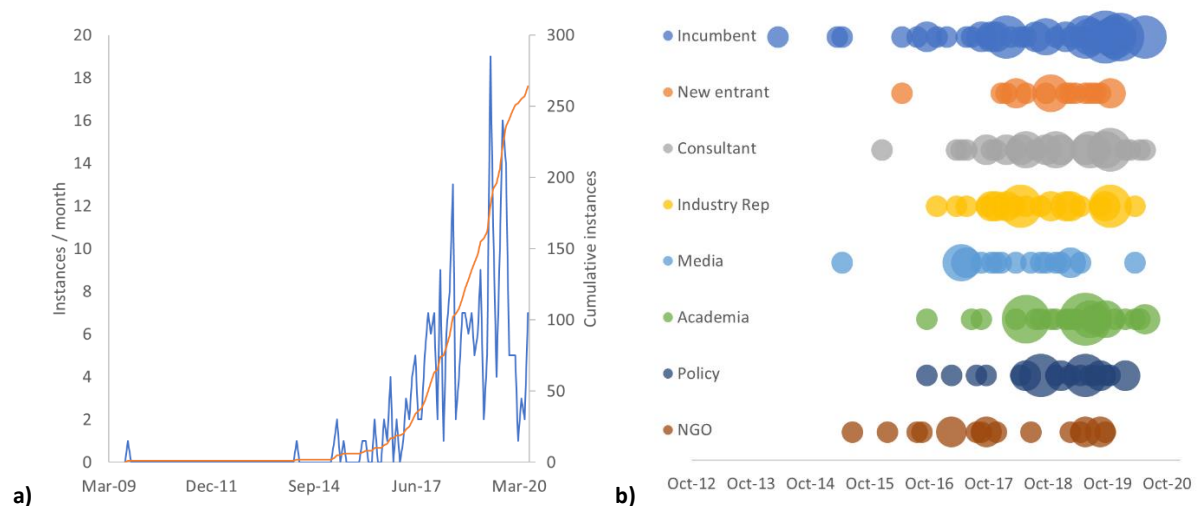 20
18
16
14
12
10
8
6
4
2
0
Instances / month
300
250
200
150
100
50
0
Cumulative instances
Mar-09 Dec-11 Sep-14 Jun-17 Mar-20
a)
Incumbent
New entrant
Consultant
Industry Rep
Media
Academia
Policy
NGO
Oct-12 Oct-13 Oct-14 Oct-15 Oct-16 Oct-17 Oct-18 Oct-19 Oct-20
b)